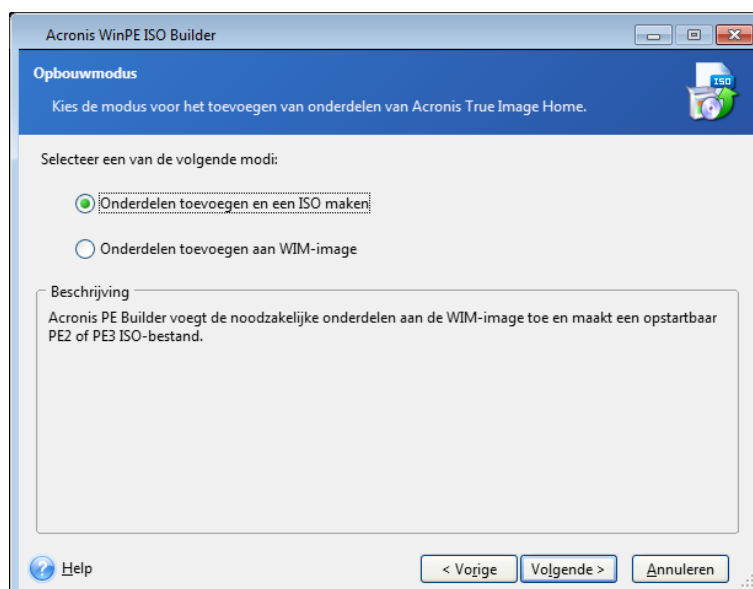 Acronis WinPE ISO Builder
Opbouwmodus
Kies de modus voor het toevoegen van onderdelen van Acronis True Image Home.
ISO
Selecteer een van de volgende modi:
Onderdelen toevoegen en een ISO maken
Onderdelen toevoegen aan WIM-image
Beschrijving
Acronis PE Builder voegt de noodzakelijke onderdelen aan de WIM-image toe en maakt een opstartbaar
PE2 of PE3 ISO-bestand.
? Help
< Vorige
Volgende >
Annuleren